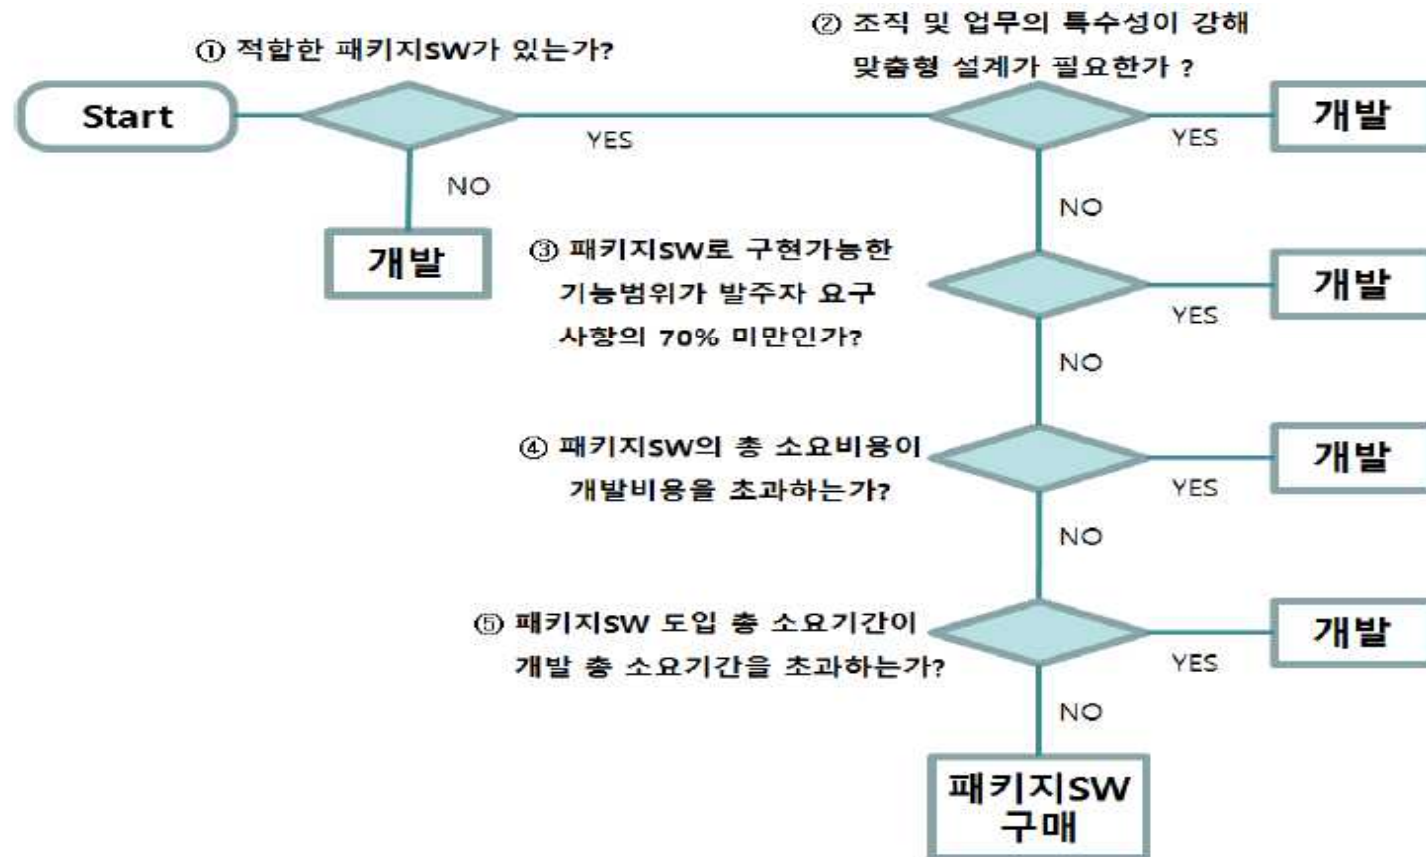 ① 적합한 패키지SW가 있는가?
② 조직 및 업무의 특수성이 강해
맞춤형 설계가 필요한가 ?
Start
YES
YES
개발
NO
개발
NO
③ 패키지SW로 구현가능한
기능범위가 발주자 요구
사항의 70% 미만인가?
YES
개발
NO
④ 패키지SW의 총 소요비용이
개발비용을 초과하는가?
YES
개발
NO
⑤ 패키지SW 도입 총 소요기간이
개발 총 소요기간을 초과하는가?
YES
개발
NO
패키지SW
구매